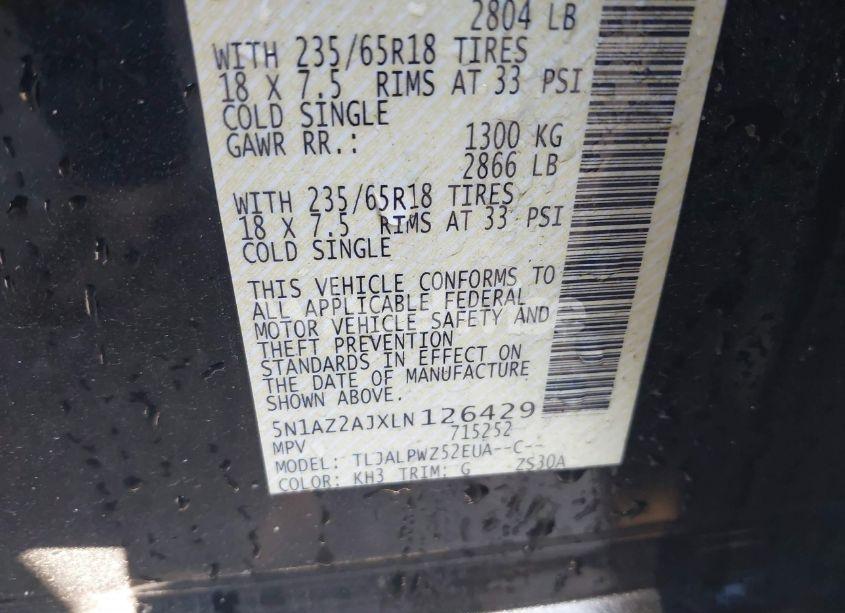 2804 LB
WITH 235/65R18 TIRES
18 X 7.5 RIMS AT 33 PSI
COLD SINGLE
GAWR RR.: 1300 KG
2866 LB
WITH 235/65R18 TIRES
18 X 7.5 RIMS AT 33 PSI
COLD SINGLE
THIS VEHICLE CONFORMS TO
ALL APPLICABLE FEDERAL
MOTOR VEHICLE SAFETY AND
THEFT PREVENTION
STANDARDS IN EFFECT ON
THE DATE OF MANUFACTURE
SHOWN ABOVE.
5N1AZ2AJXLN126429
MPV 715252
MODEL: TLJALPWZ52EUA--C--
COLOR: KH3 TRIM: G ZS30A